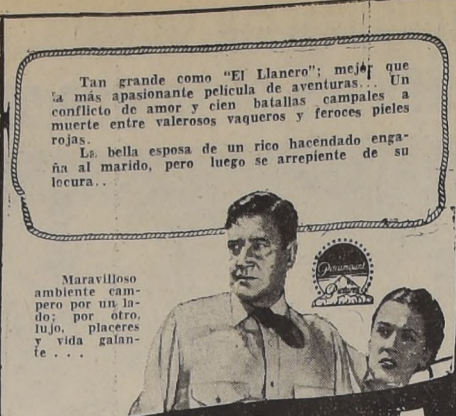 Tan grande como "El Llanero"; mejor que
la más apasionante película de aventuras... Un
conflicto de amor y cien batallas campales a
muerte entre valerosos vaqueros y feroces pieles
rojas.
La bella esposa de un rico hacendado enga-
ña al marido, pero luego se arrepiente de su
locura..
Maravilloso
ambiente cam-
pero por un la-
do; por otro,
lujo, placeres
y vida galan-
te . . .
Paramount
Pictures